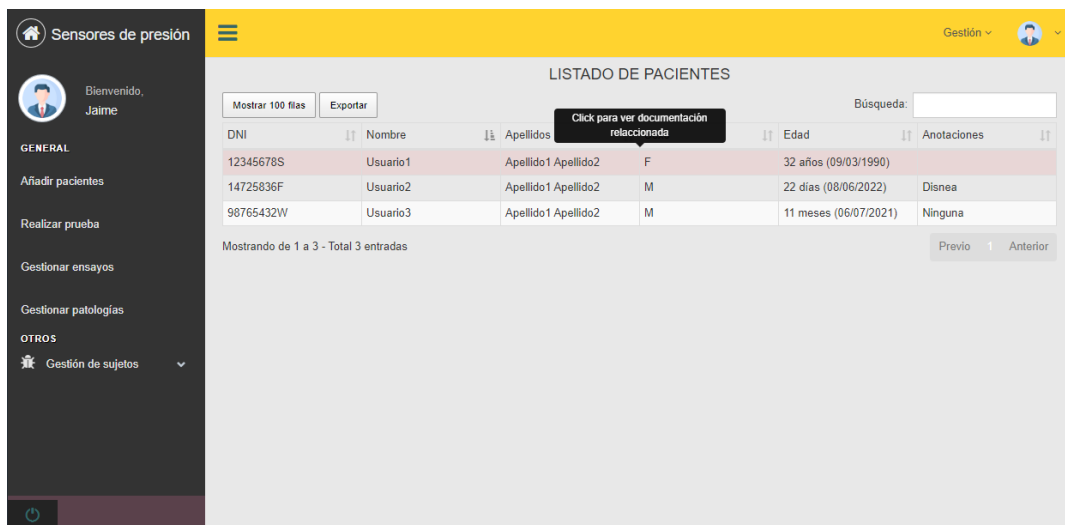 Sensores de presión
Gestión
Bienvenido,
Jaime
GENERAL
Añadir pacientes
Realizar prueba
Gestionar ensayos
Gestionar patologías
OTROS
Gestión de sujetos
LISTADO DE PACIENTES
Mostrar 100 filas Exportar Búsqueda:
Click para ver documentación
relaccionada
DNI Nombre Apellidos Edad Anotaciones
12345678S Usuario1 Apellido1 Apellido2 F 32 años (09/03/1990)
14725836F Usuario2 Apellido1 Apellido2 M 22 días (08/06/2022) Disnea
98765432W Usuario3 Apellido1 Apellido2 M 11 meses (06/07/2021) Ninguna
Mostrando de 1 a 3 - Total 3 entradas Previo 1 Anterior